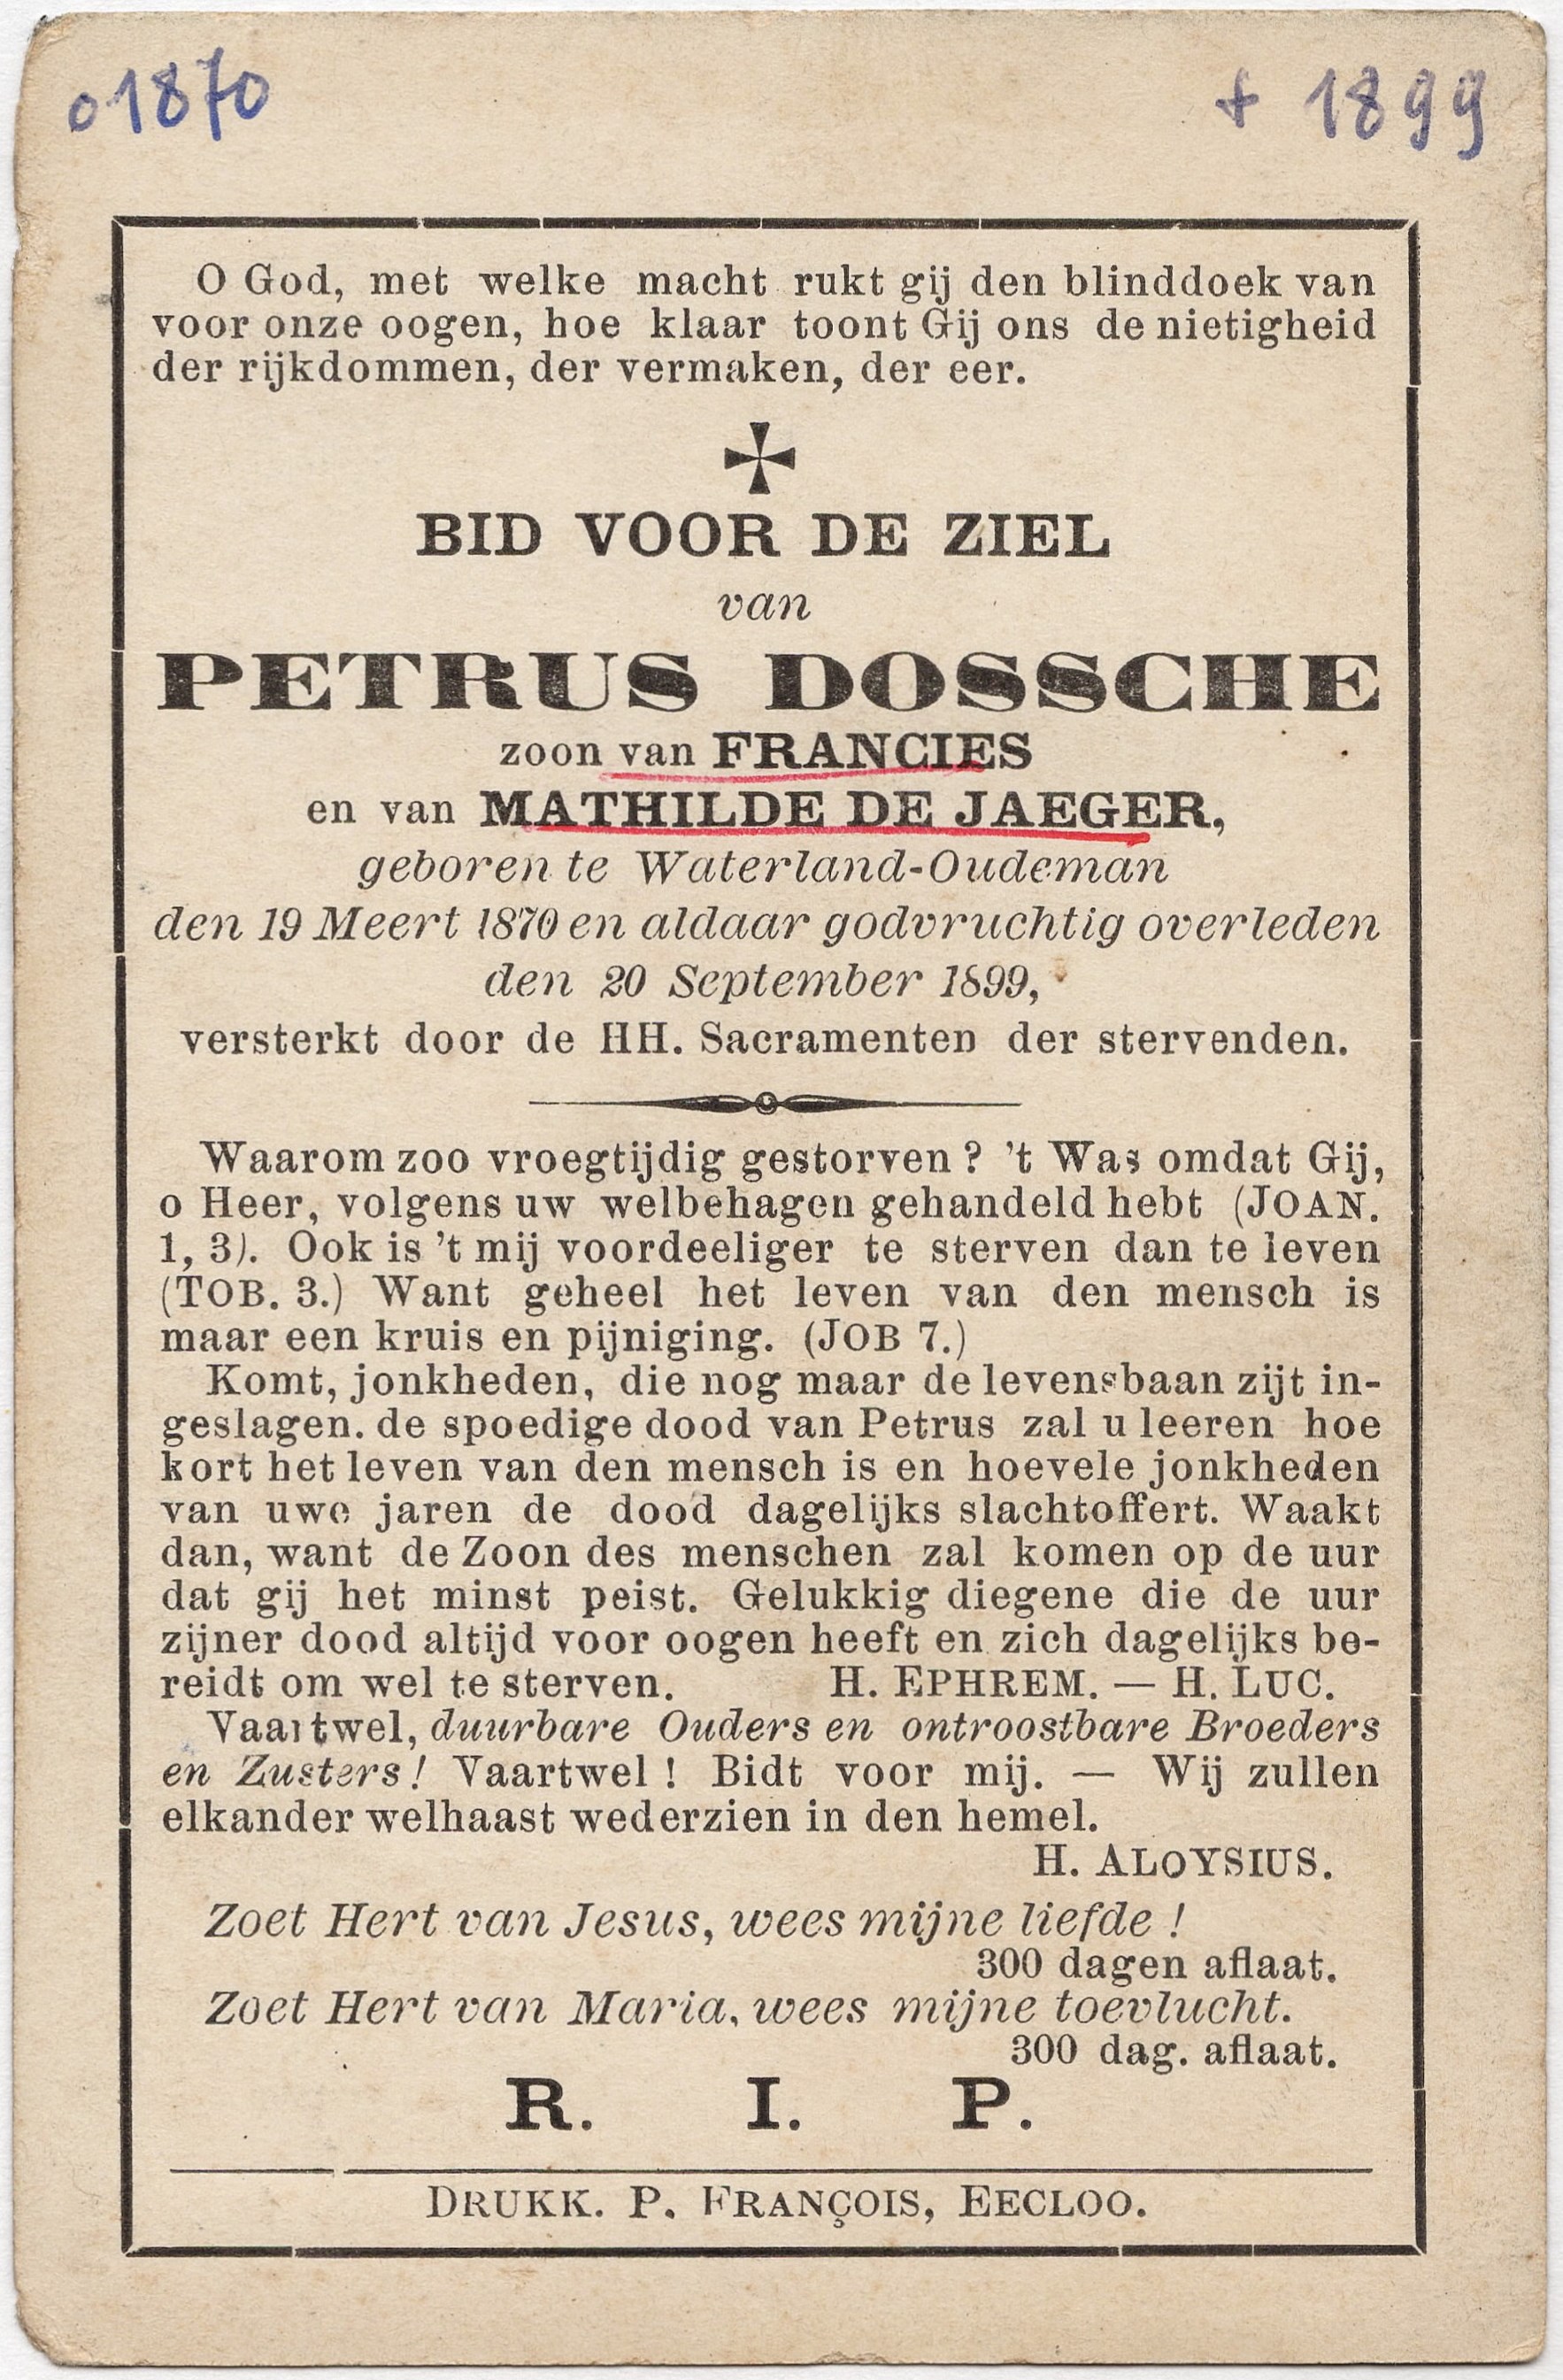 o 1870
+ 1899
O God, met welke macht rukt gij den blinddoek van
voor onze oogen, hoe klaar toont Gij ons de nietigheid
der rijkdommen, der vermaken, der eer.
BID VOOR DE ZIEL
van
PETRUS DOSSCHE
zoon van FRANCIES
en van MATHILDE DE JAEGER,
geboren te Waterland-Oudeman
den 19 Meert 1870 en aldaar godvruchtig overleden
den 20 September 1899,
versterkt door de HH. Sacramenten der stervenden.
Waarom zoo vroegtijdig gestorven ? 't Was omdat Gij,
o Heer, volgens uw welbehagen gehandeld hebt (JOAN.
1, 3). Ook is 't mij voordeeliger te sterven dan te leven
(TOB. 3.) Want geheel het leven van den mensch is
maar een kruis en pijniging. (JOB 7.)
Komt, jonkheden, die nog maar de levensbaan zijt in-
geslagen. de spoedige dood van Petrus zal u leeren hoe
kort het leven van den mensch is en hoevele jonkheden
van uwe jaren de dood dagelijks slachtoffert. Waakt
dan, want de Zoon des menschen zal komen op de uur
dat gij het minst peist. Gelukkig diegene die de uur
zijner dood altijd voor oogen heeft en zich dagelijks be-
reidt om wel te sterven. H. EPHREM. — H. LUC.
Vaartwel, duurbare Ouders en ontroostbare Broeders
en Zusters ! Vaartwel ! Bidt voor mij. — Wij zullen
elkander welhaast wederzien in den hemel.
H. ALOYSIUS.
Zoet Hert van Jesus, wees mijne liefde !
300 dagen aflaat.
Zoet Hert van Maria, wees mijne toevlucht.
300 dag. aflaat.
R. I. P.
DRUKK. P. FRANÇOIS, EECLOO.